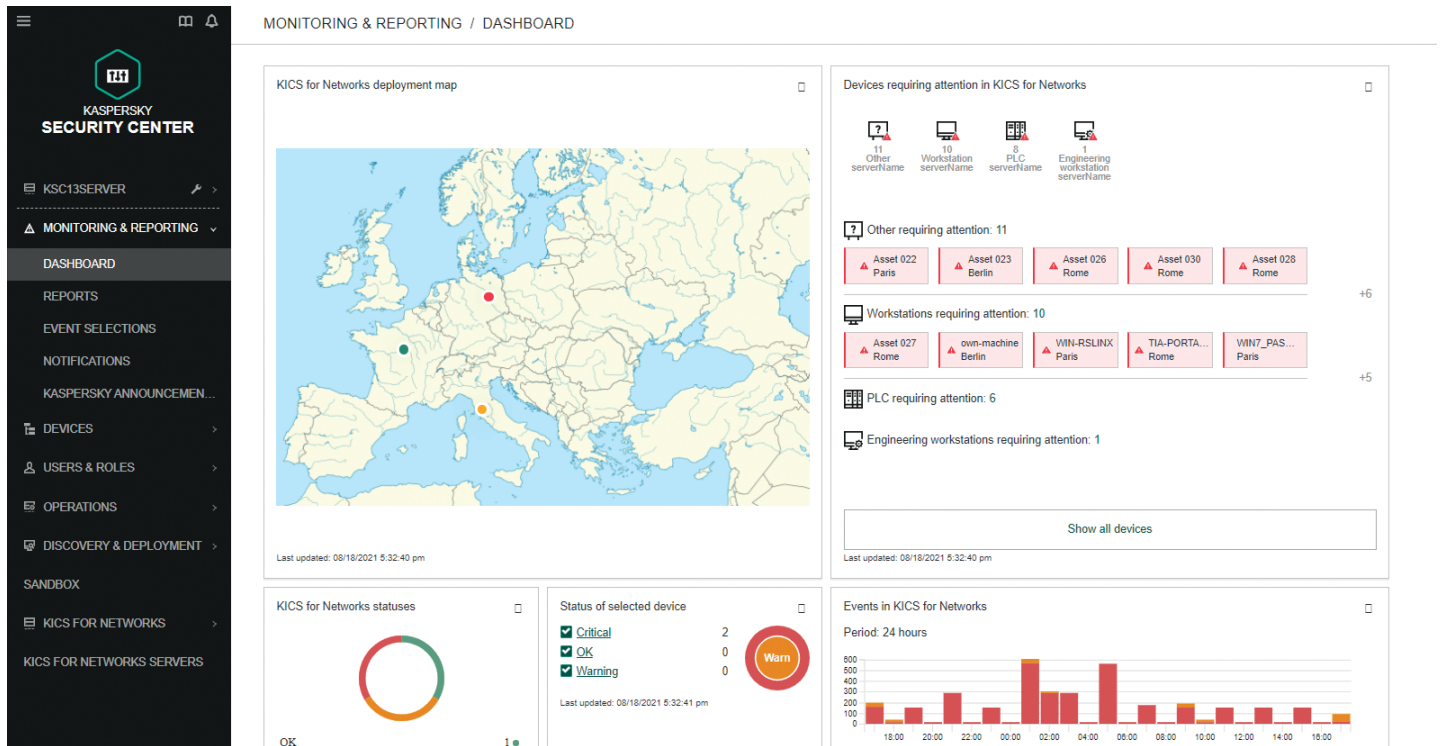 MONITORING & REPORTING / DASHBOARD
KASPERSKY
SECURITY CENTER
KSC13SERVER
MONITORING & REPORTING
DASHBOARD
REPORTS
EVENT SELECTIONS
NOTIFICATIONS
KASPERSKY ANNOUNCEMEN...
DEVICES
USERS & ROLES
OPERATIONS
DISCOVERY & DEPLOYMENT
SANDBOX
KICS FOR NETWORKS
KICS FOR NETWORKS SERVERS
KICS for Networks deployment map
Last updated: 08/18/2021 5:32:40 pm
Devices requiring attention in KICS for Networks
11
Other
serverName
10
Workstation
serverName
8
PLC
serverName
1
Engineering
workstation
serverName
Other requiring attention: 11
Asset 022
Paris
Asset 023
Berlin
Asset 026
Rome
Asset 030
Rome
Asset 028
Rome
+6
Workstations requiring attention: 10
Asset 027
Rome
own-machine
Berlin
WIN-RSLINX
Paris
TIA-PORTA...
Rome
WIN7_PAS...
Paris
+5
PLC requiring attention: 6
Engineering workstations requiring attention: 1
Show all devices
Last updated: 08/18/2021 5:32:40 pm
KICS for Networks statuses
OK 1
Status of selected device
Critical 2
OK 0
Warning 0
Warn
Last updated: 08/18/2021 5:32:41 pm
Events in KICS for Networks
Period: 24 hours
600
500
400
300
200
100
0
18:00 20:00 22:00 00:00 02:00 04:00 06:00 08:00 10:00 12:00 14:00 16:00